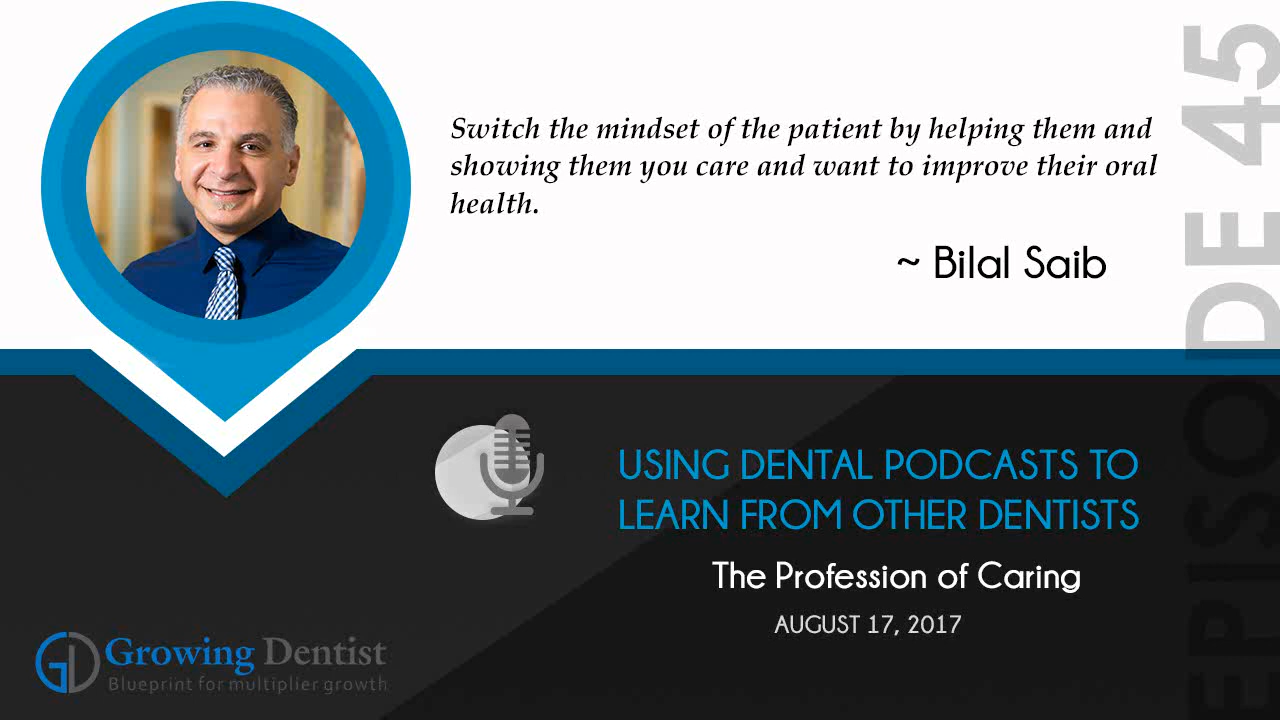 Switch the mindset of the patient by helping them and
showing them you care and want to improve their oral
health.
~ Bilal Saib
EPISODE 45
USING DENTAL PODCASTS TO
LEARN FROM OTHER DENTISTS
The Profession of Caring
AUGUST 17, 2017
GD Growing Dentist
Blueprint for multiplier growth